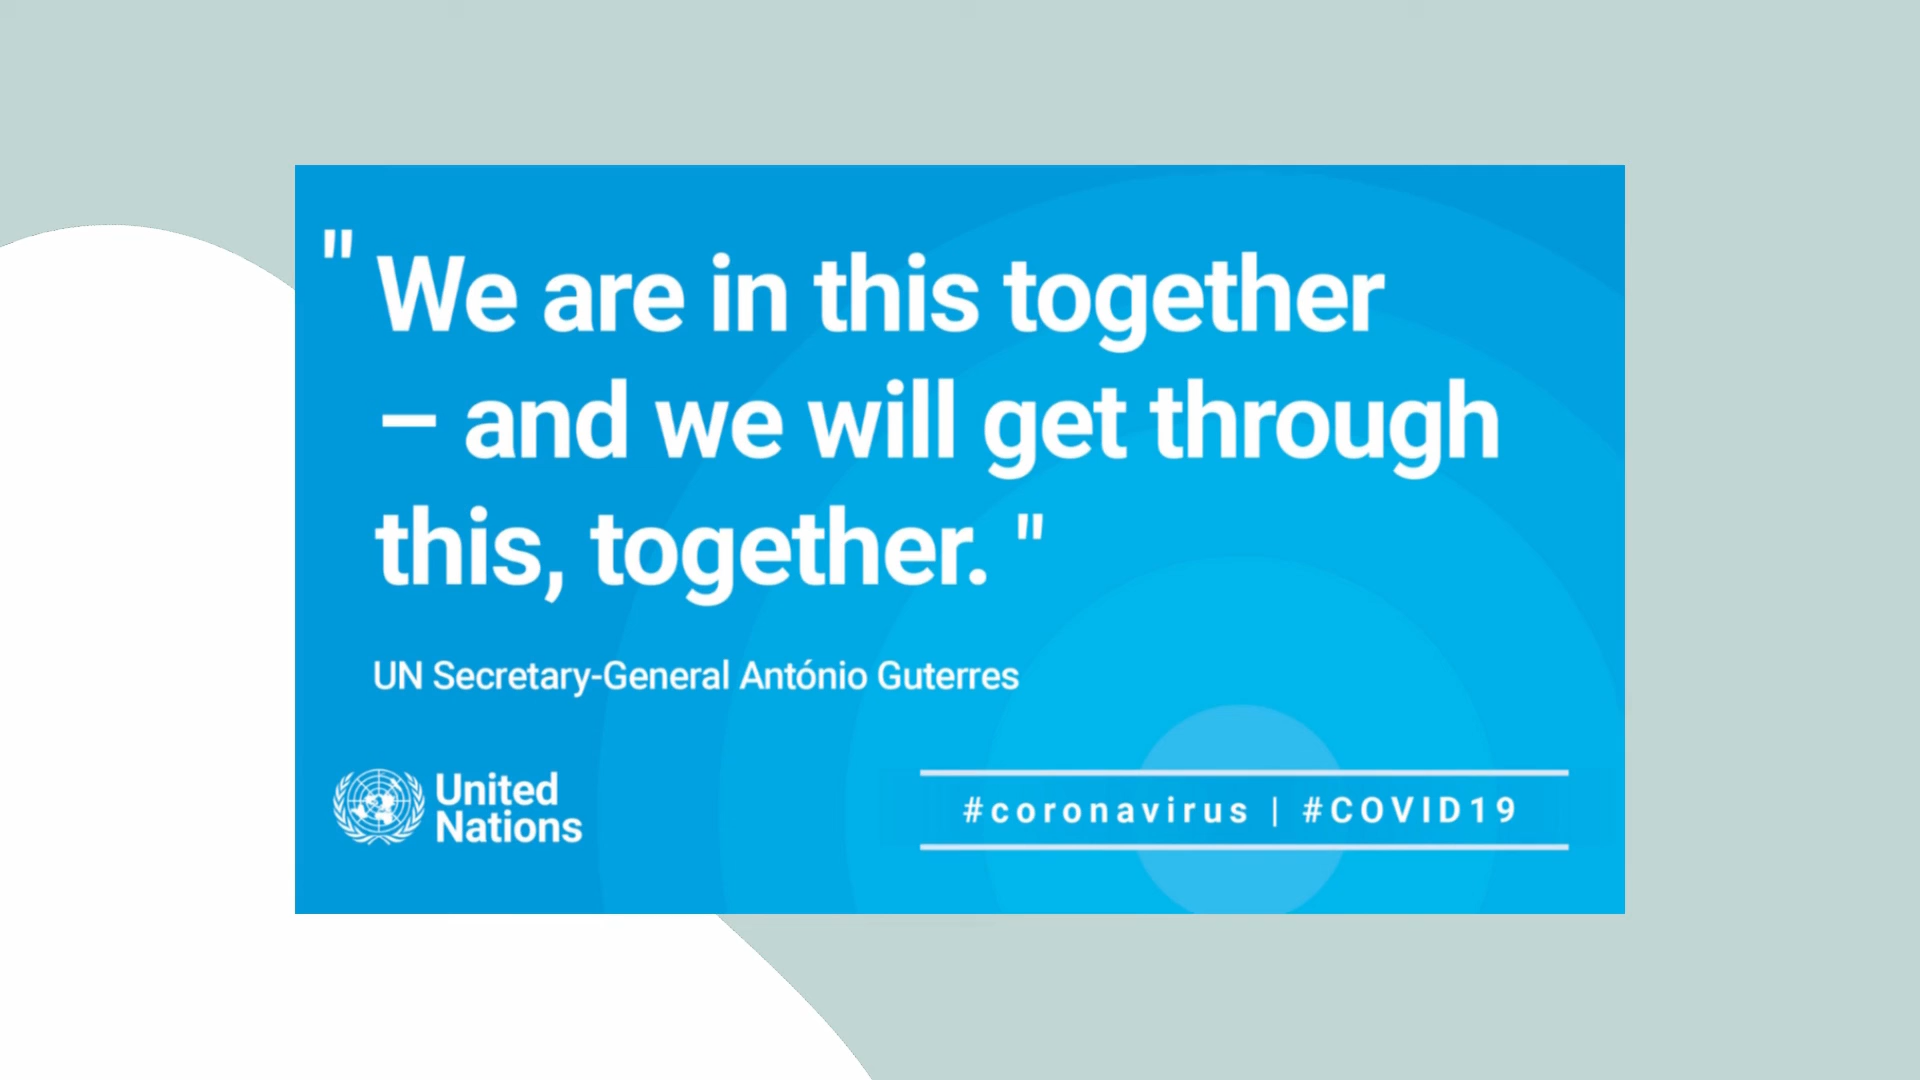 " We are in this together
– and we will get through
this, together. "
UN Secretary-General António Guterres
United
Nations
#coronavirus | #COVID19